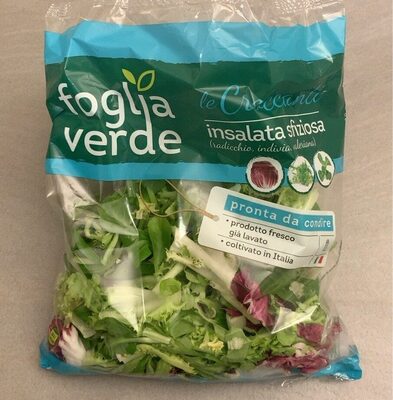 foglia
verde
le Croccanti
insalata sfiziosa
(radicchio, indivia, valeriana)
pronta da condire
• prodotto fresco
già lavato
• coltivato in Italia